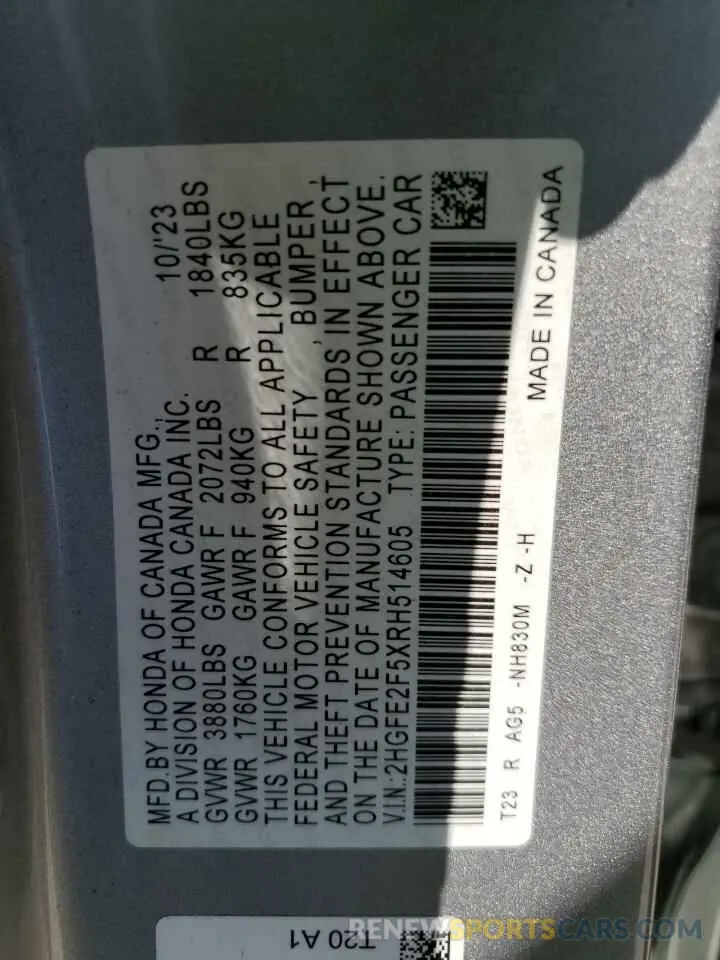 MFD.BY HONDA OF CANADA MFG., 10/'23
A DIVISION OF HONDA CANADA INC.
GVWR 3880LBS GAWR F 2072LBS R 1840LBS
GVWR 1760KG GAWR F 940KG R 835KG
THIS VEHICLE CONFORMS TO ALL APPLICABLE
FEDERAL MOTOR VEHICLE SAFETY , BUMPER ,
AND THEFT PREVENTION STANDARDS IN EFFECT
ON THE DATE OF MANUFACTURE SHOWN ABOVE.
V.I.N.:2HGFE2F5XRH514605 TYPE: PASSENGER CAR
T23 R AG5 -NH830M -Z -H
MADE IN CANADA
T20 A1
RENEWSPORTSCARS.COM